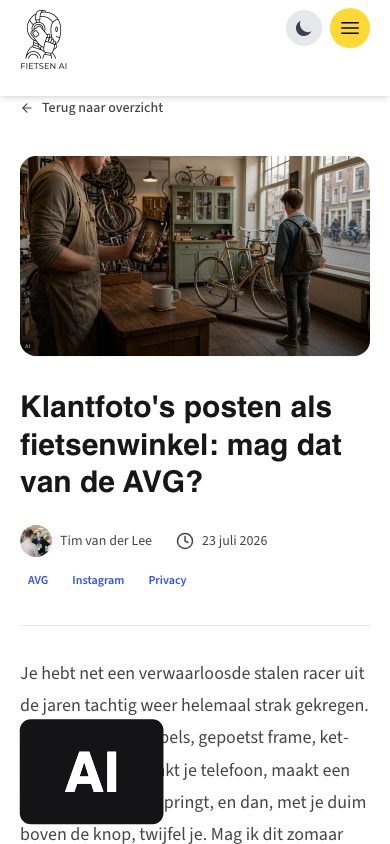 FIETSEN AI
Terug naar overzicht
AI
Klantfoto's posten als
fietsenwinkel: mag dat
van de AVG?
Tim van der Lee
23 juli 2026
AVG
Instagram
Privacy
Je hebt net een verwaarloosde stalen racer uit
de jaren tachtig weer helemaal strak gekregen.
gepoetst frame, ket-
je telefoon, maakt een
en dan, met je duim
boven de knop, twijfel je. Mag ik dit zomaar
AI